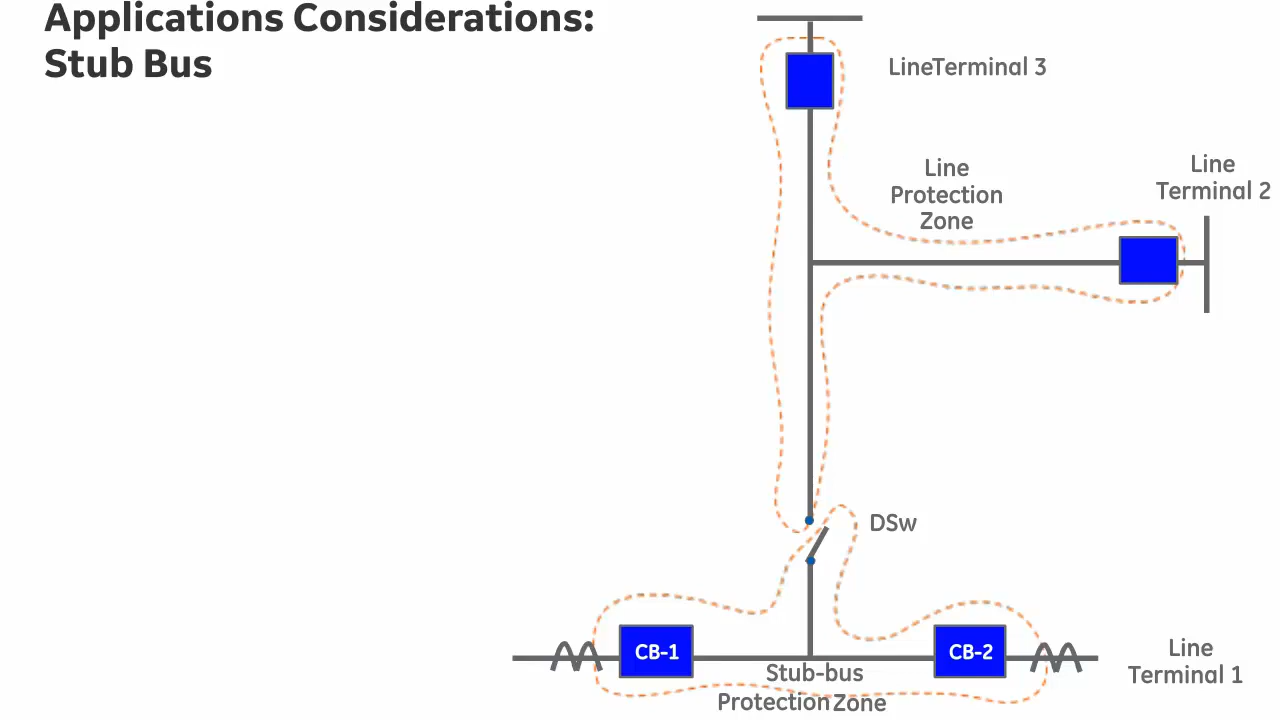 Applications Considerations:
Stub Bus
LineTerminal 3
Line
Protection
Zone
Line
Terminal 2
DSw
CB-1
CB-2
Stub-bus
Protection Zone
Line
Terminal 1